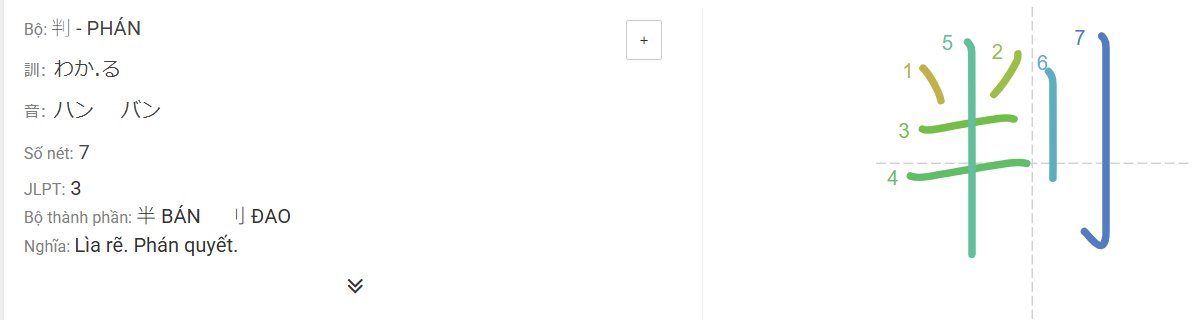 Bộ: 判 - PHÁN
+
訓: わか.る
音: ハン バン
Số nét: 7
JLPT: 3
Bộ thành phần: 半 BÁN 刂 ĐAO
Nghĩa: Lìa rẽ. Phán quyết.
判
1
2
3
4
5
6
7